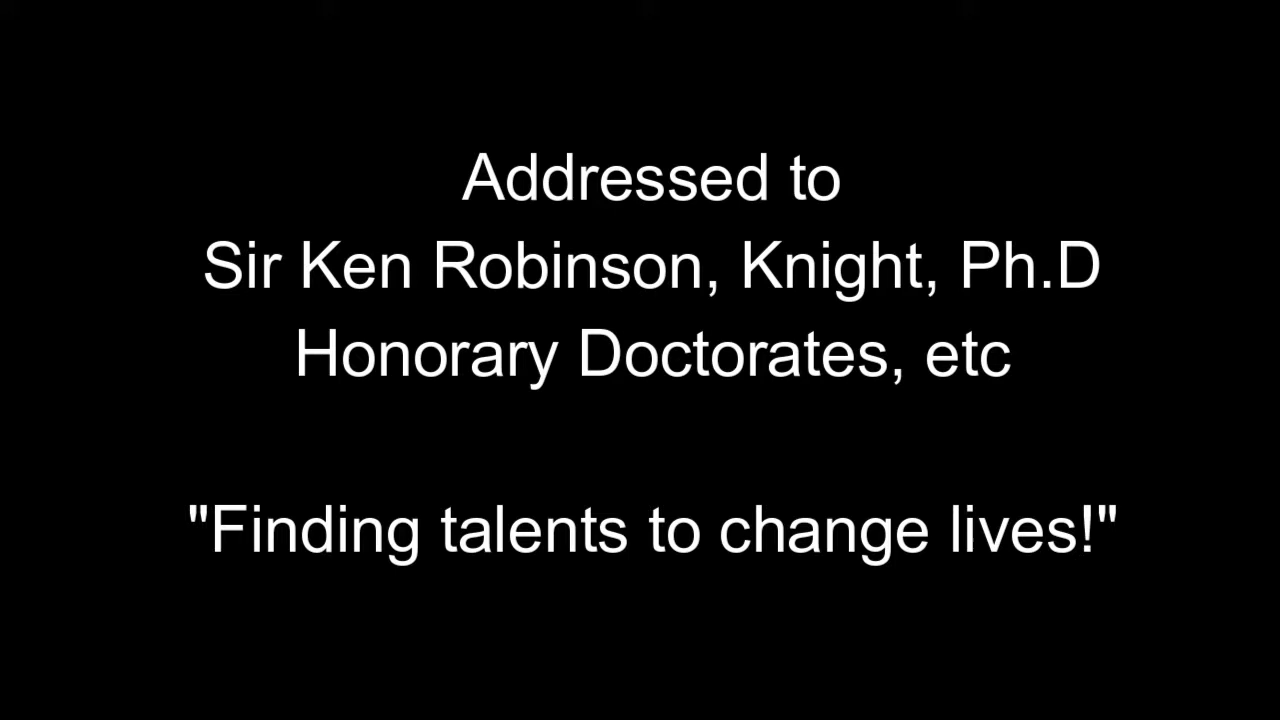 Addressed to
Sir Ken Robinson, Knight, Ph.D
Honorary Doctorates, etc
"Finding talents to change lives!"